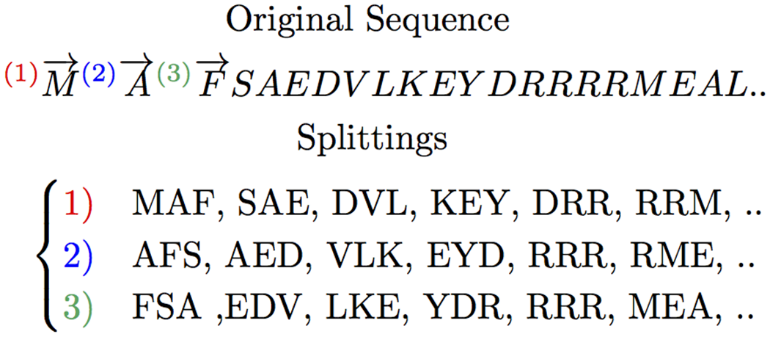 Original Sequence
(1) M (2) A (3) F SAEDVLKEYDRRRRMEAL..
Splittings
1) MAF, SAE, DVL, KEY, DRR, RRM, ..
2) AFS, AED, VLK, EYD, RRR, RME, ..
3) FSA ,EDV, LKE, YDR, RRR, MEA, ..